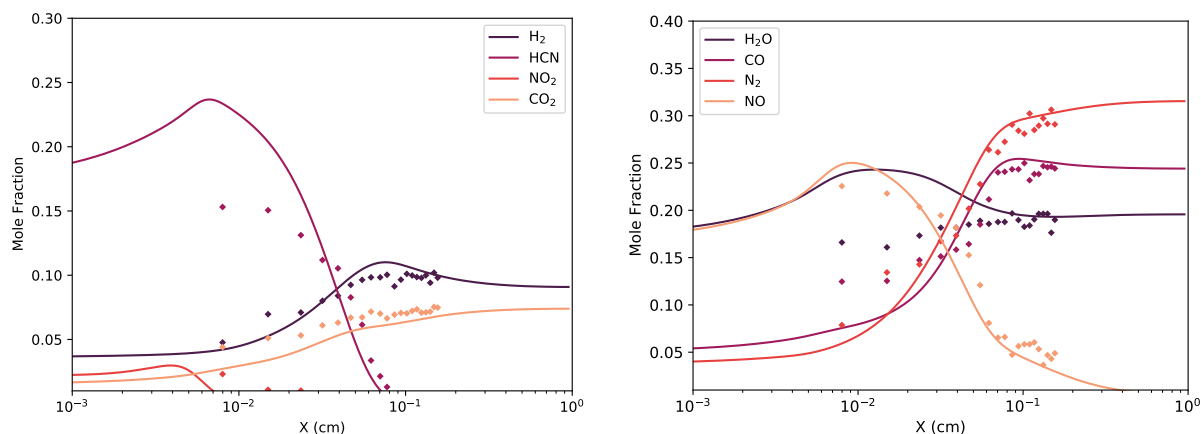 0.30
0.25
0.20
0.15
0.10
0.05
Mole Fraction
10⁻³
10⁻²
10⁻¹
10⁰
X (cm)
H₂
HCN
NO₂
CO₂
0.40
0.35
0.30
0.25
0.20
0.15
0.10
0.05
Mole Fraction
10⁻³
10⁻²
10⁻¹
10⁰
X (cm)
H₂O
CO
N₂
NO